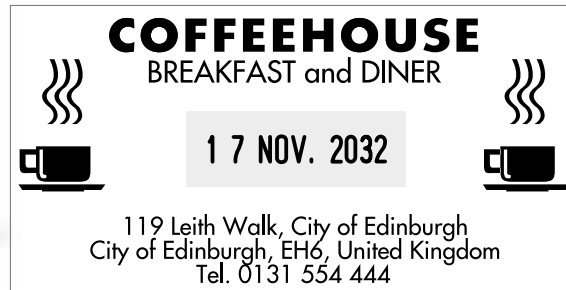 COFFEEHOUSE
BREAKFAST and DINER
1 7 NOV. 2032
119 Leith Walk, City of Edinburgh
City of Edinburgh, EH6, United Kingdom
Tel. 0131 554 444